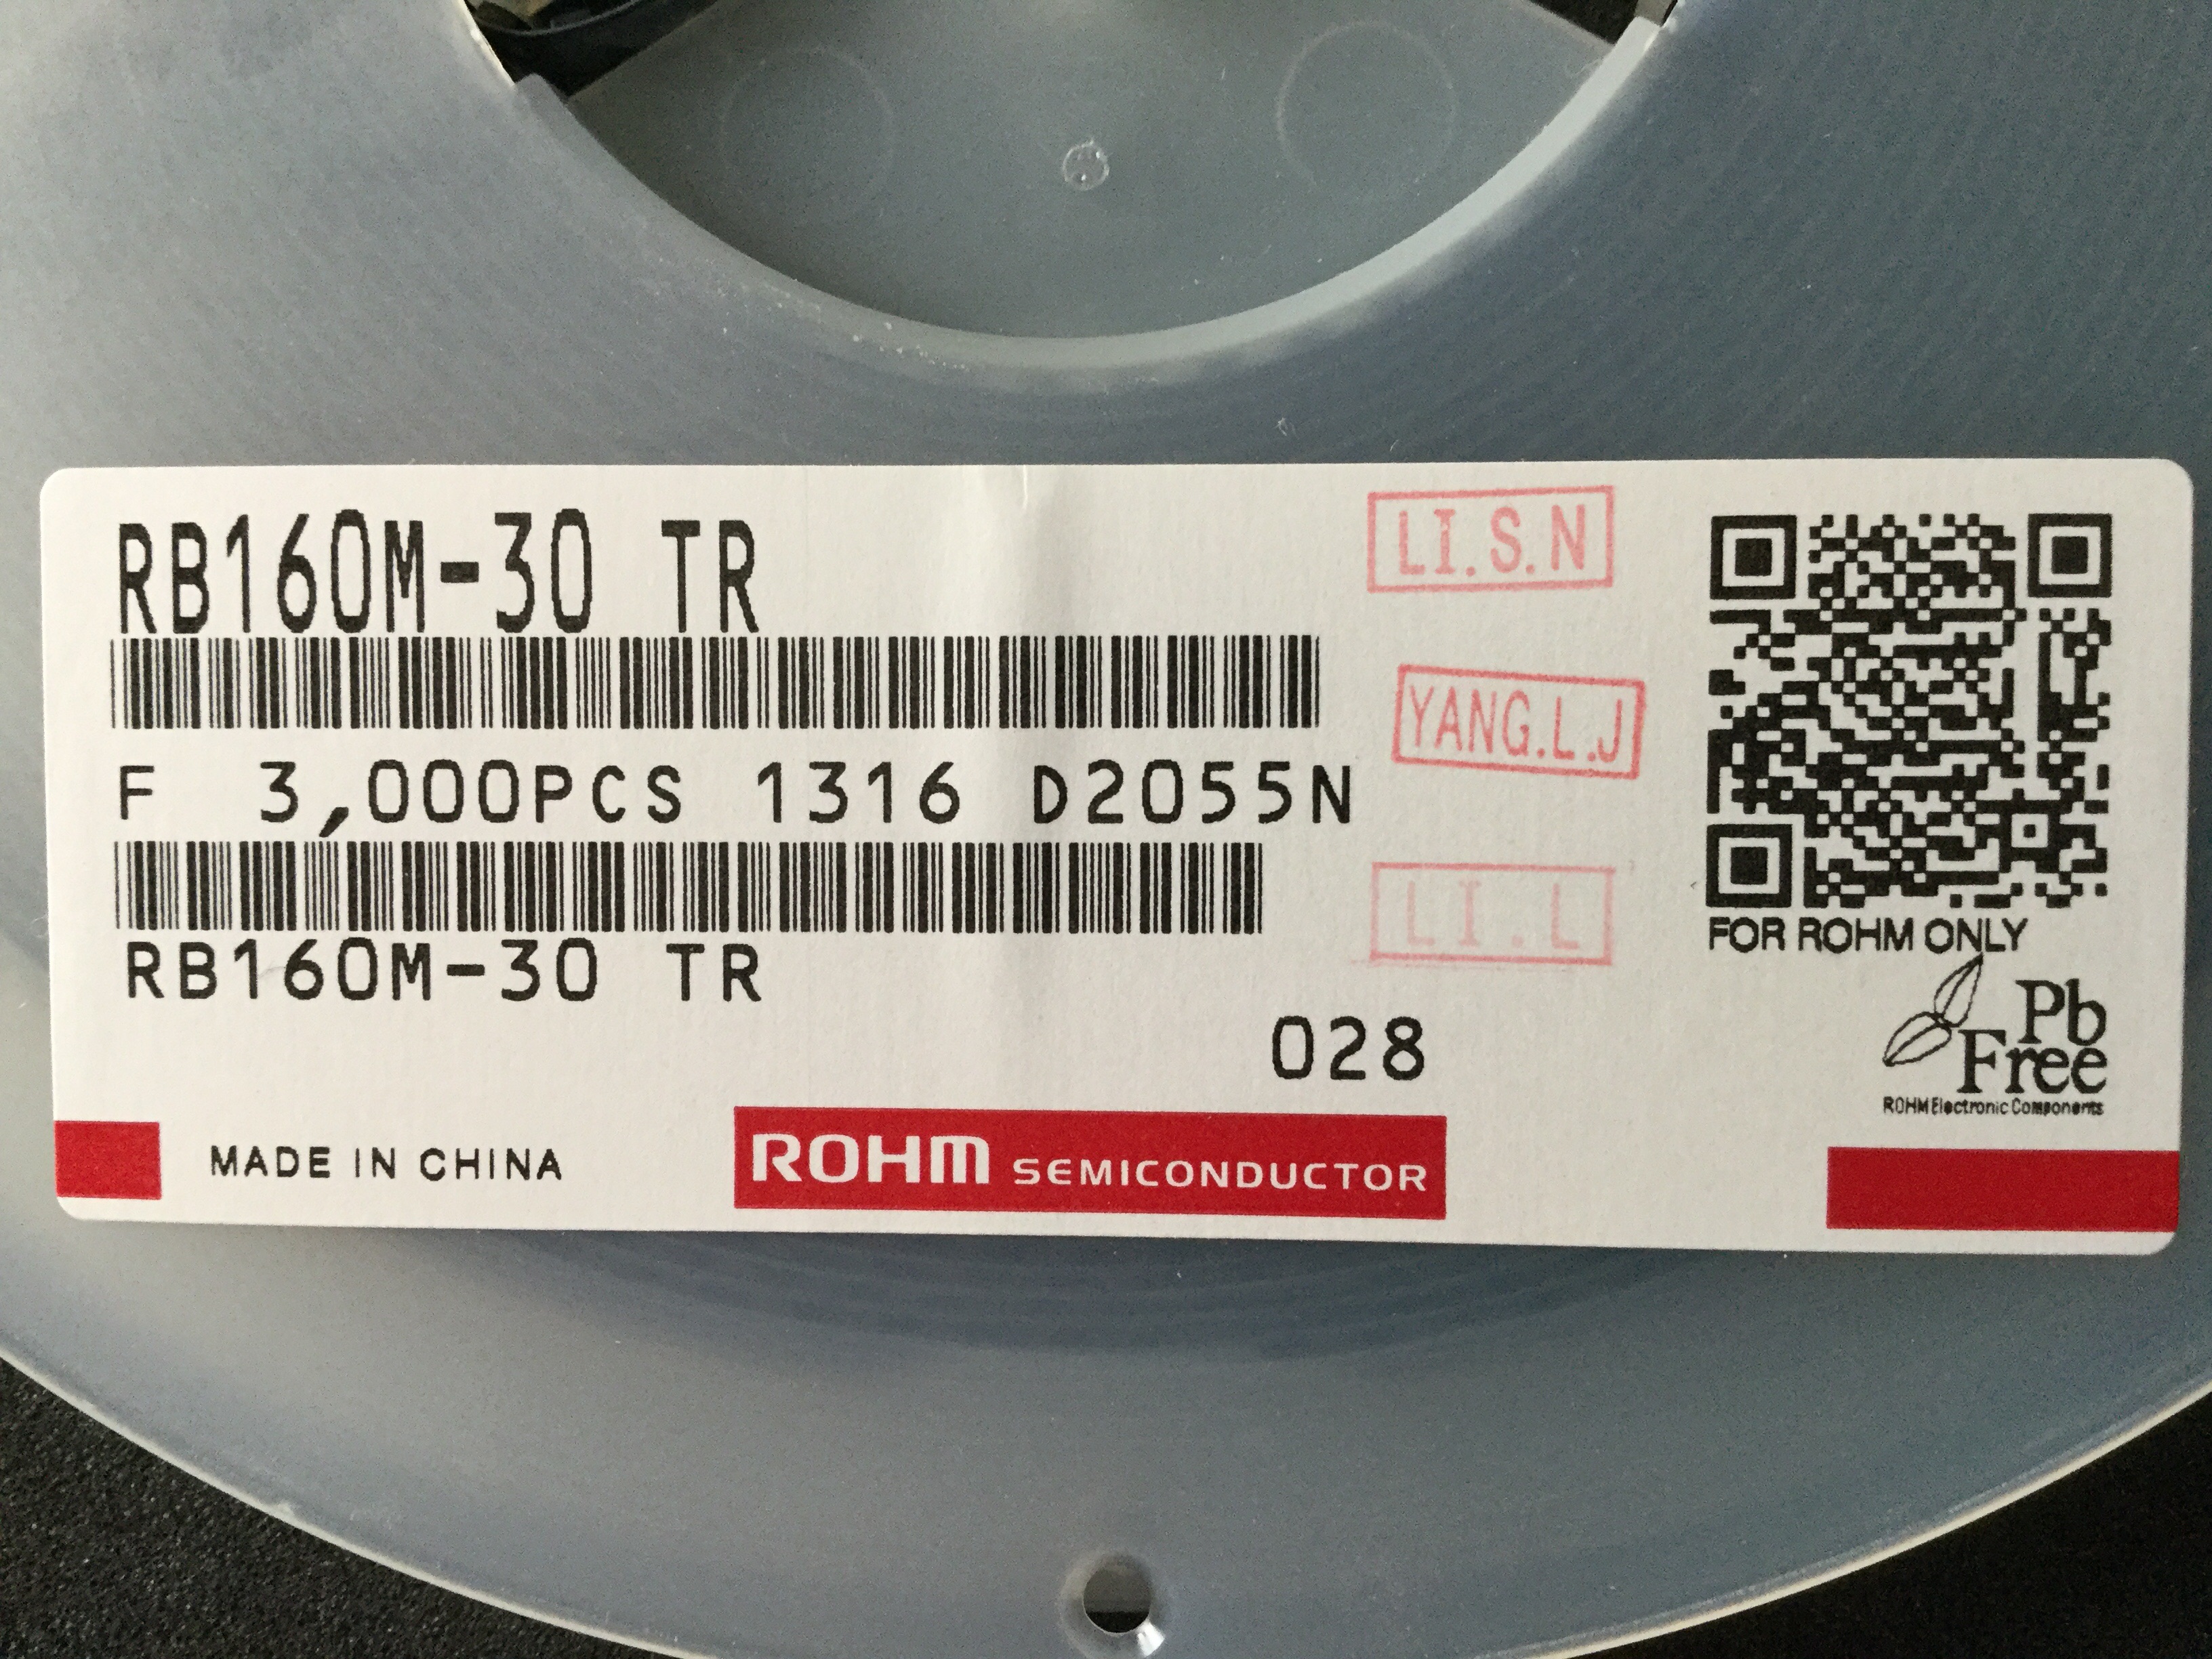 RB160M-30 TR
LI.S.N
YANG.L.J
F 3,000PCS 1316 D2055N
LI.L
FOR ROHM ONLY
RB160M-30 TR
028
Pb
Free
ROHM Electronic Components
MADE IN CHINA
ROHM SEMICONDUCTOR